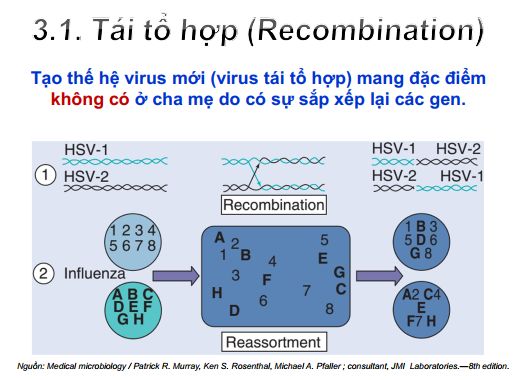 3.1. Tái tổ hợp (Recombination)
Tạo thế hệ virus mới (virus tái tổ hợp) mang đặc điểm
không có ở cha mẹ do có sự sắp xếp lại các gen.
1
HSV-1
HSV-2
Recombination
HSV-1 HSV-2
HSV-2 HSV-1
2 Influenza
1 2 3 4
5 6 7 8
A B C
D E F
G H
A 2 5
1 B 4 E
3 F G
H 6 7 C
D 8
Reassortment
1 B 3
5 D 6
G 8
A2 C4
E
F7 H
Nguồn: Medical microbiology / Patrick R. Murray, Ken S. Rosenthal, Michael A. Pfaller ; consultant, JMI Laboratories.—8th edition.